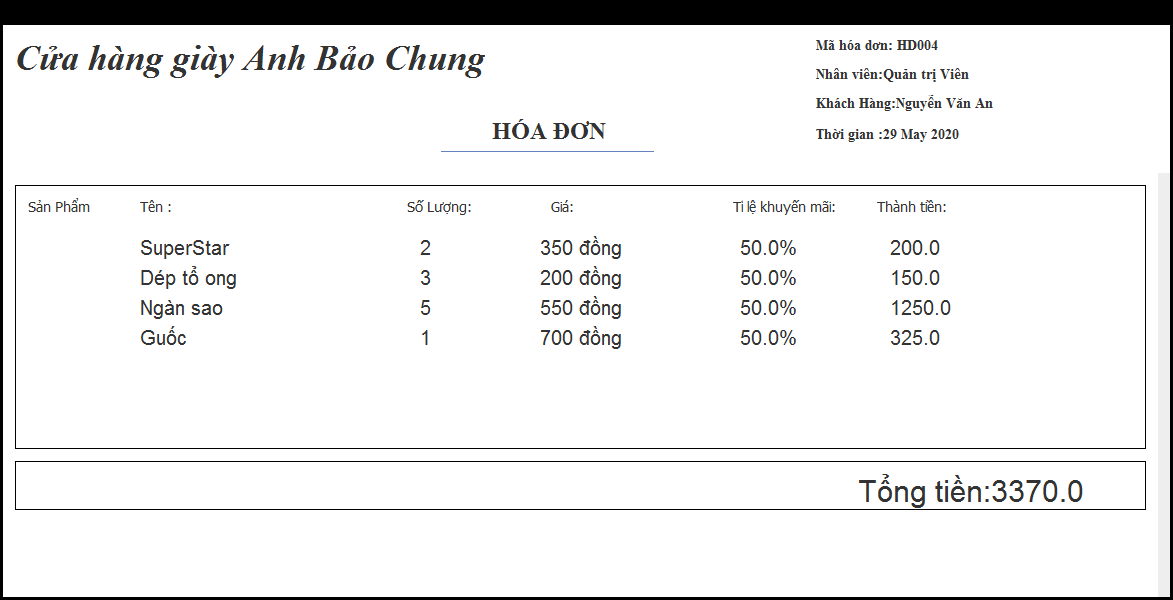 Cửa hàng giày Anh Bảo Chung
Mã hóa đơn: HD004
Nhân viên:Quản trị Viên
Khách Hàng:Nguyễn Văn An
Thời gian :29 May 2020
HÓA ĐƠN
Sản Phẩm Tên : Số Lượng: Giá: Tỉ lệ khuyến mãi: Thành tiền:
SuperStar 2 350 đồng 50.0% 200.0
Dép tổ ong 3 200 đồng 50.0% 150.0
Ngàn sao 5 550 đồng 50.0% 1250.0
Guốc 1 700 đồng 50.0% 325.0
Tổng tiền:3370.0